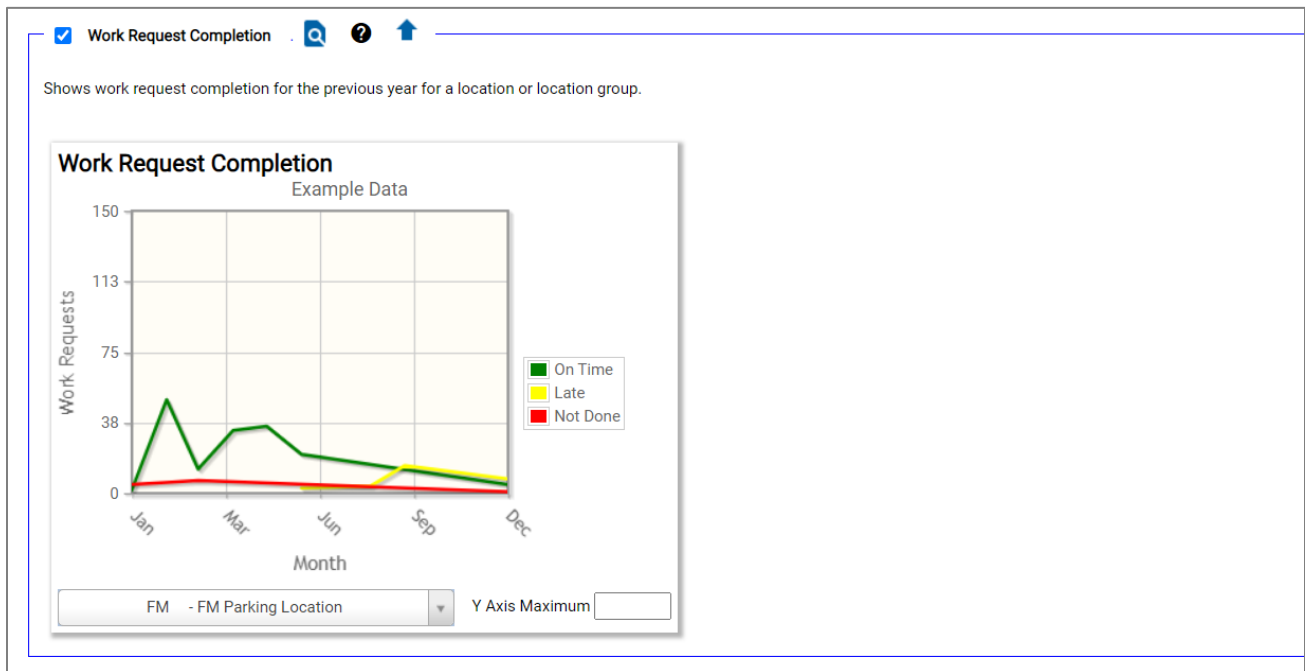 Work Request Completion .
Shows work request completion for the previous year for a location or location group.
Work Request Completion
Example Data
150
113
75
38
0
Work Requests
Jan
Mar
Jun
Sep
Dec
Month
On Time
Late
Not Done
FM - FM Parking Location
Y Axis Maximum